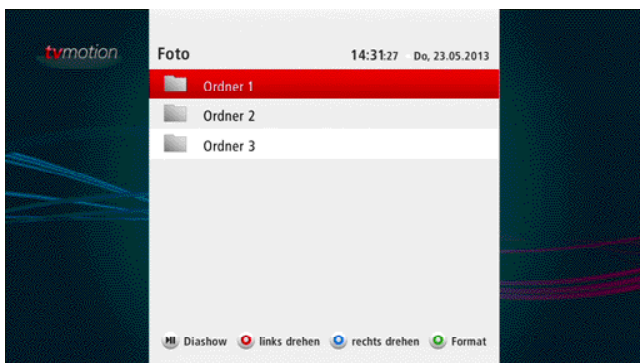 tvmotion
Foto 14:31:27 Do, 23.05.2013
Ordner 1
Ordner 2
Ordner 3
Diashow links drehen rechts drehen Format